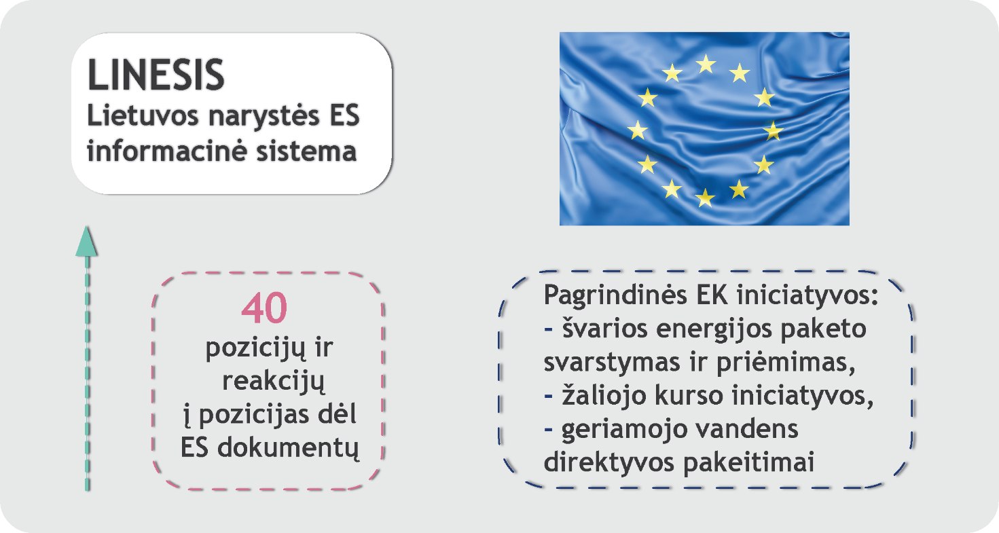 LINESIS
Lietuvos narystės ES
informacinė sistema
40
pozicijų ir
reakcijų
į pozicijas dėl
ES dokumentų
Pagrindinės EK iniciatyvos:
- švarios energijos paketo
svarstymas ir priėmimas,
- žaliojo kurso iniciatyvos,
- geriamojo vandens
direktyvos pakeitimai